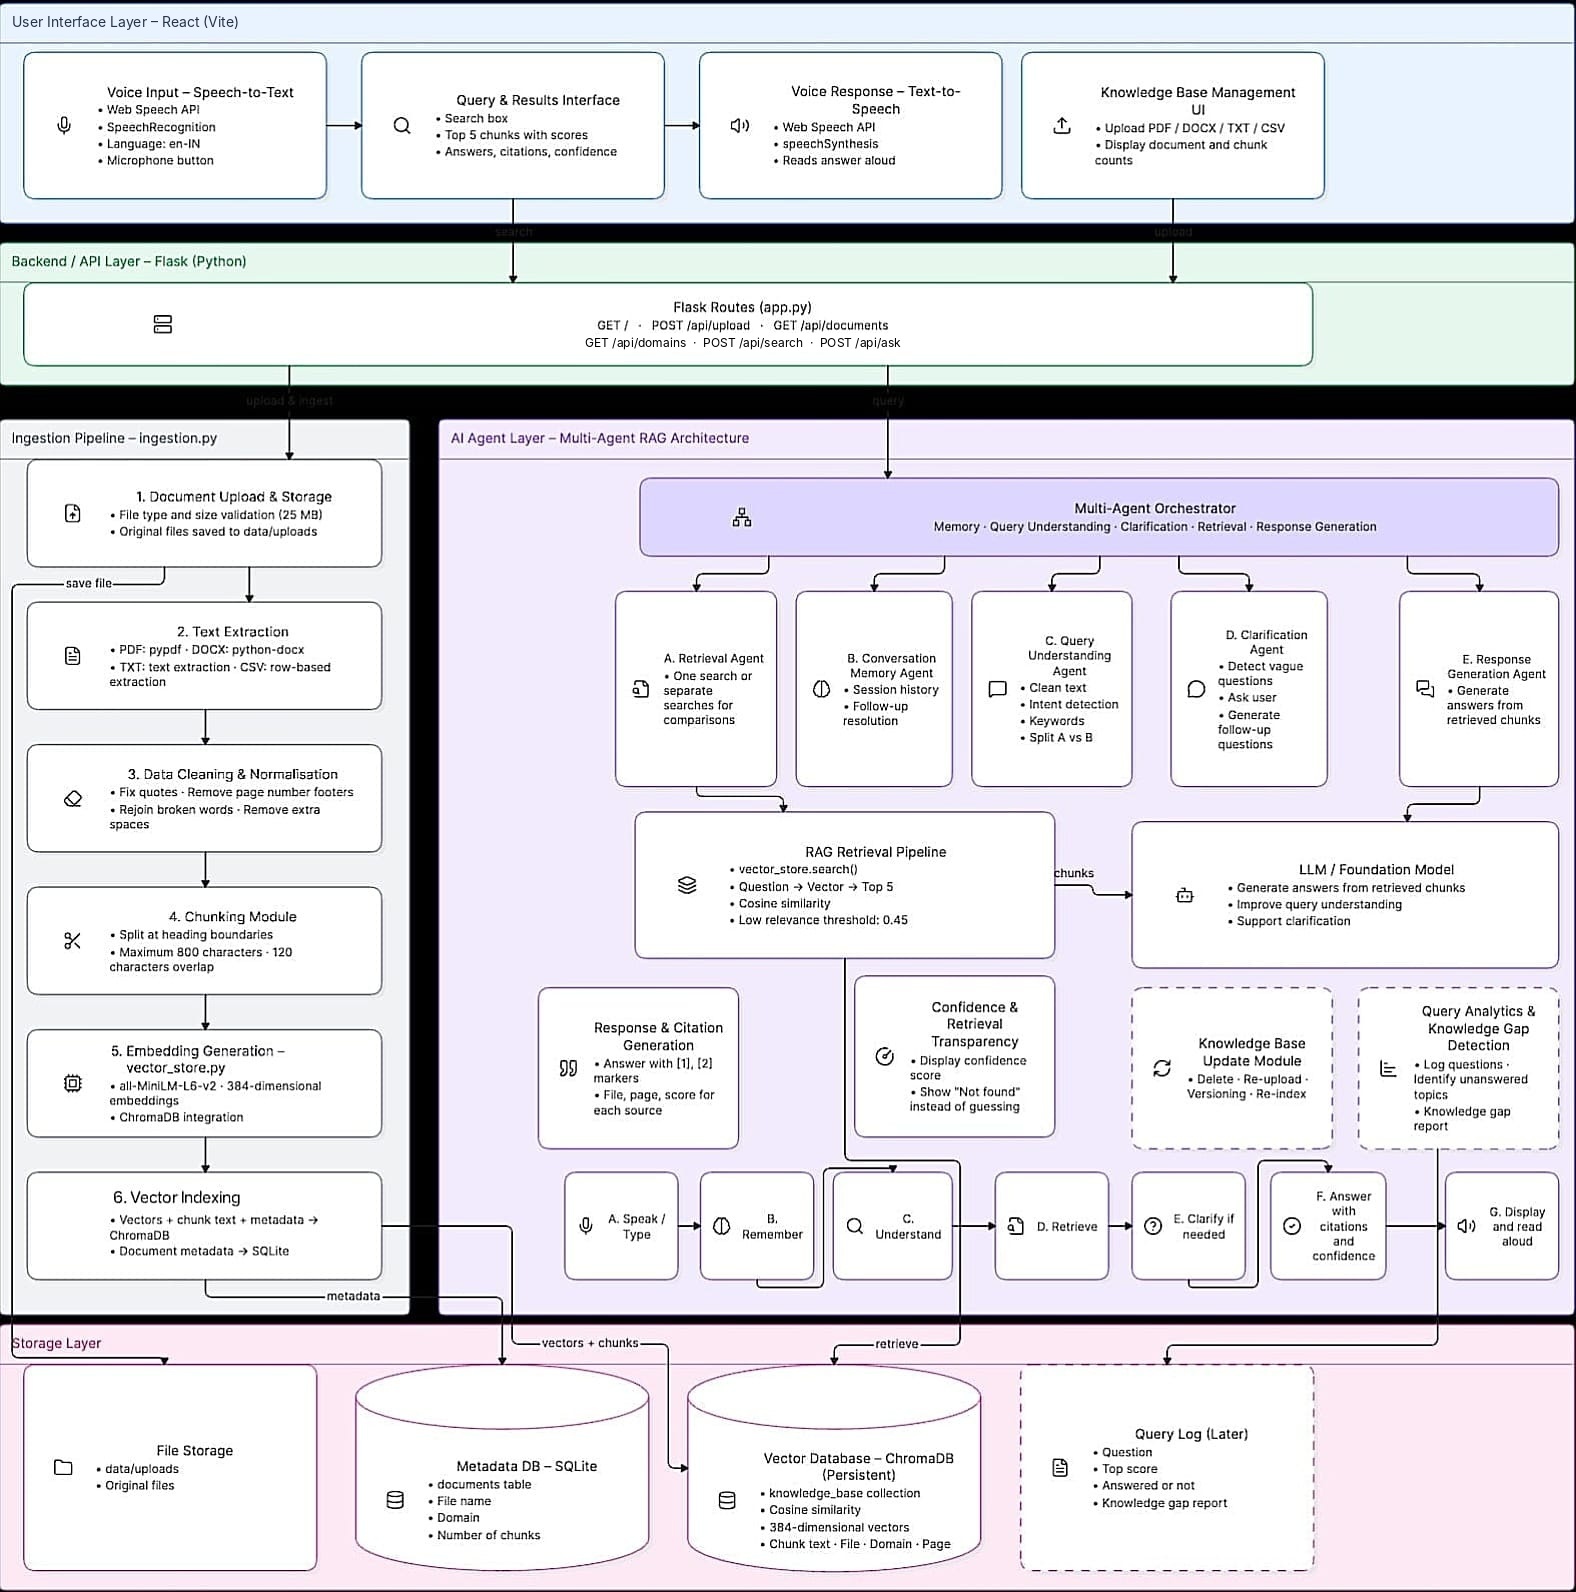 User Interface Layer – React (Vite)
Voice Input – Speech-to-Text
• Web Speech API
• SpeechRecognition
• Language: en-IN
• Microphone button
Query & Results Interface
• Search box
• Top 5 chunks with scores
• Answers, citations, confidence
Voice Response – Text-to-
Speech
• Web Speech API
• speechSynthesis
• Reads answer aloud
Knowledge Base Management
UI
• Upload PDF / DOCX / TXT / CSV
• Display document and chunk
counts
search
upload
Backend / API Layer – Flask (Python)
Flask Routes (app.py)
GET / · POST /api/upload · GET /api/documents
GET /api/domains · POST /api/search · POST /api/ask
upload & ingest
query
Ingestion Pipeline – ingestion.py
1. Document Upload & Storage
• File type and size validation (25 MB)
• Original files saved to data/uploads
save file
2. Text Extraction
• PDF: pypdf · DOCX: python-docx
• TXT: text extraction · CSV: row-based
extraction
3. Data Cleaning & Normalisation
• Fix quotes · Remove page number footers
• Rejoin broken words · Remove extra
spaces
4. Chunking Module
• Split at heading boundaries
• Maximum 800 characters · 120
characters overlap
5. Embedding Generation –
vector_store.py
• all-MiniLM-L6-v2 · 384-dimensional
embeddings
• ChromaDB integration
6. Vector Indexing
• Vectors + chunk text + metadata →
ChromaDB
• Document metadata → SQLite
metadata
AI Agent Layer – Multi-Agent RAG Architecture
Multi-Agent Orchestrator
Memory · Query Understanding · Clarification · Retrieval · Response Generation
A. Retrieval Agent
• One search or
separate
searches for
comparisons
B. Conversation
Memory Agent
• Session history
• Follow-up
resolution
C. Query
Understanding
Agent
• Clean text
• Intent detection
• Keywords
• Split A vs B
D. Clarification
Agent
• Detect vague
questions
• Ask user
• Generate
follow-up
questions
E. Response
Generation Agent
• Generate
answers from
retrieved chunks
RAG Retrieval Pipeline
• vector_store.search()
• Question → Vector → Top 5
• Cosine similarity
• Low relevance threshold: 0.45
chunks
LLM / Foundation Model
• Generate answers from retrieved chunks
• Improve query understanding
• Support clarification
Response & Citation
Generation
• Answer with [1], [2]
markers
• File, page, score for
each source
Confidence &
Retrieval
Transparency
• Display confidence
score
• Show "Not found"
instead of guessing
Knowledge Base
Update Module
• Delete · Re-upload ·
Versioning · Re-index
Query Analytics &
Knowledge Gap
Detection
• Log questions ·
Identify unanswered
topics
• Knowledge gap
report
A. Speak /
Type
B.
Remember
C.
Understand
D. Retrieve
E. Clarify if
needed
F. Answer
with
citations
and
confidence
G. Display
and read
aloud
Storage Layer
vectors + chunks
retrieve
File Storage
• data/uploads
• Original files
Metadata DB – SQLite
• documents table
• File name
• Domain
• Number of chunks
Vector Database – ChromaDB
(Persistent)
• knowledge_base collection
• Cosine similarity
• 384-dimensional vectors
• Chunk text · File · Domain · Page
Query Log (Later)
• Question
• Top score
• Answered or not
• Knowledge gap report